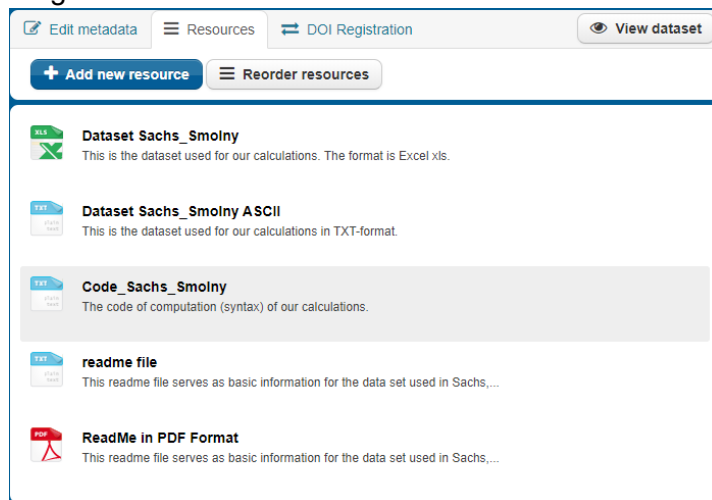 Edit metadata Resources DOI Registration View dataset
Add new resource Reorder resources
XLS
Dataset Sachs_Smolny
This is the dataset used for our calculations. The format is Excel xls.
TXT
Dataset Sachs_Smolny ASCII
This is the dataset used for our calculations in TXT-format.
TXT
Code_Sachs_Smolny
The code of computation (syntax) of our calculations.
TXT
readme file
This readme file serves as basic information for the data set used in Sachs,...
PDF
ReadMe in PDF Format
This readme file serves as basic information for the data set used in Sachs,...